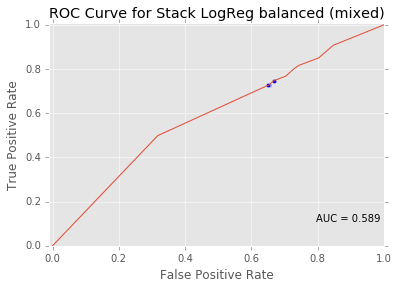 ROC Curve for Stack LogReg balanced (mixed)
1.0
0.8
0.6
0.4
0.2
0.0
True Positive Rate
AUC = 0.589
0.0 0.2 0.4 0.6 0.8 1.0
False Positive Rate